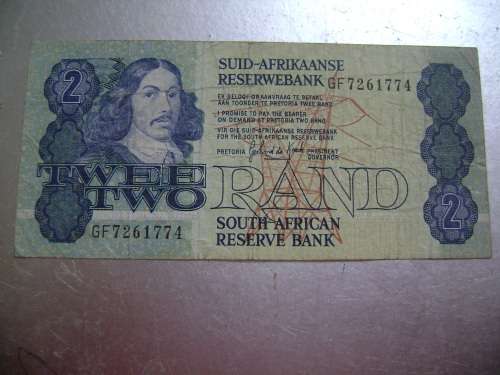 2
SUID-AFRIKAANSE
RESERWEBANK GF7261774
EK BELOOF OM AANVRAAG TE BETAAL
AAN TOONDER TE PRETORIA TWEE RAND
I PROMISE TO PAY THE BEARER
ON DEMAND AT PRETORIA TWO RAND
VIR DIE SUID-AFRIKAANSE RESERWEBANK
FOR THE SOUTH AFRICAN RESERVE BANK
PRETORIA PRESIDENT
GOVERNOR
TWEE
TWO RAND
2
GF7261774
SOUTH AFRICAN
RESERVE BANK